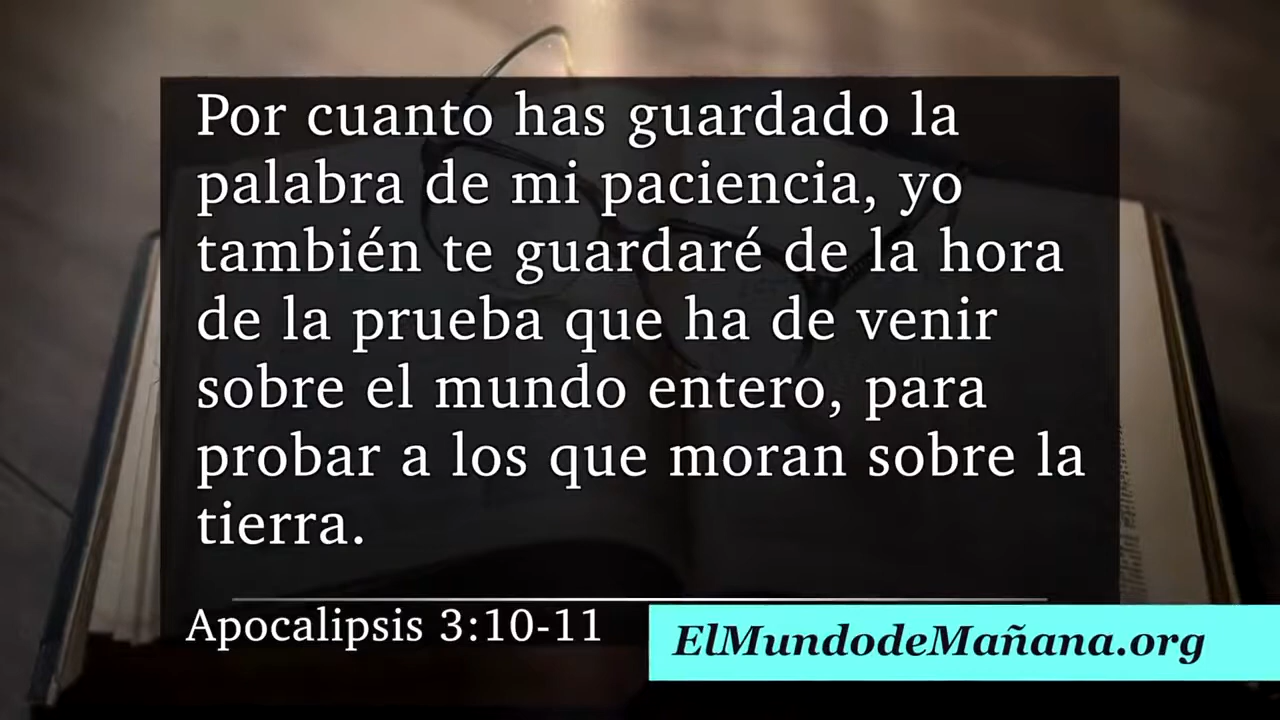 Por cuanto has guardado la
palabra de mi paciencia, yo
también te guardaré de la hora
de la prueba que ha de venir
sobre el mundo entero, para
probar a los que moran sobre la
tierra.
Apocalipsis 3:10-11
ElMundodeMañana.org